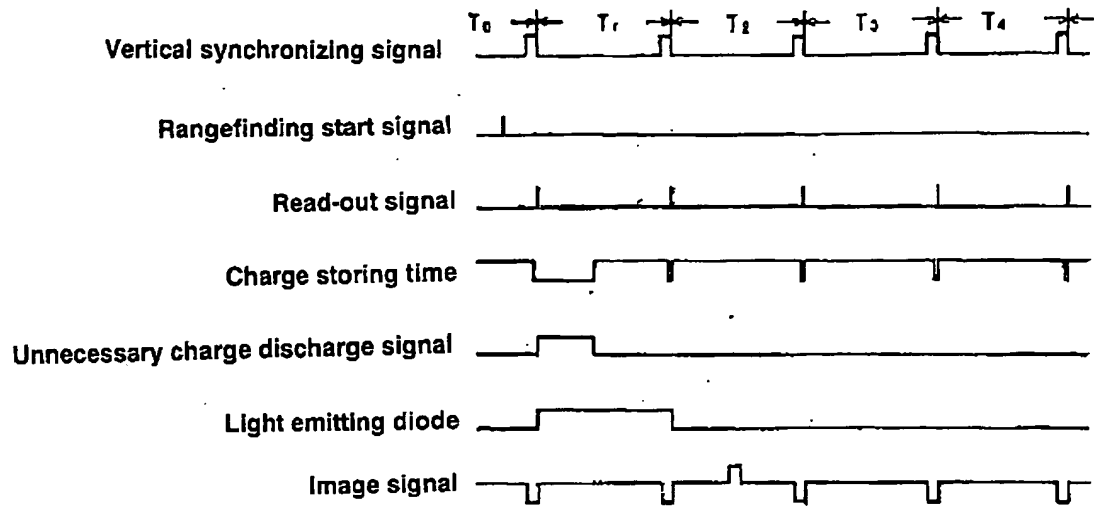 T0 T1 T2 T3 T4
Vertical synchronizing signal
Rangefinding start signal
Read-out signal
Charge storing time
Unnecessary charge discharge signal
Light emitting diode
Image signal